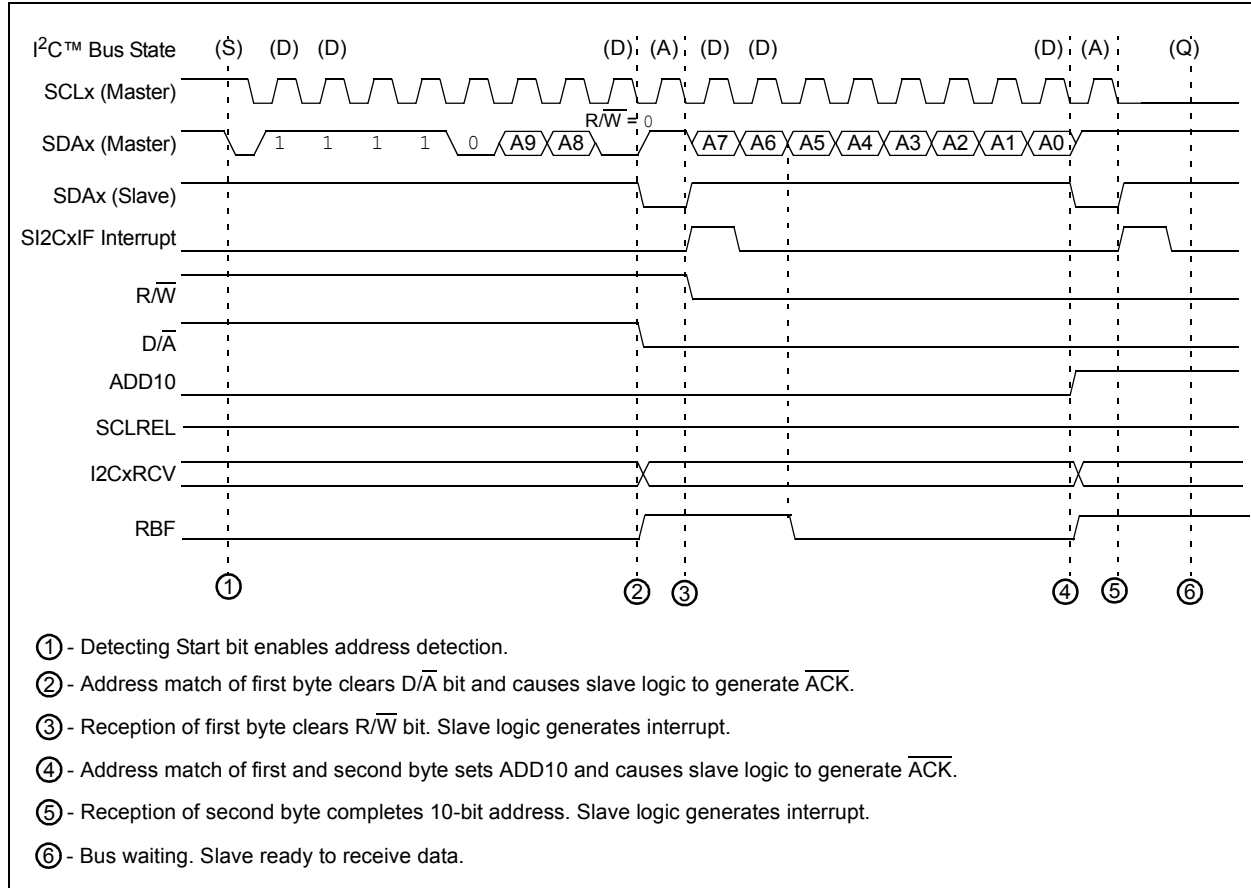 I²C™ Bus State (S) (D) (D) (D) (A) (D) (D) (D) (A) (Q)
SCLx (Master)
R/W̅ = 0
SDAx (Master) 1 1 1 1 0 A9 A8 A7 A6 A5 A4 A3 A2 A1 A0
SDAx (Slave)
SI2CxIF Interrupt
R/W̅
D/A̅
ADD10
SCLREL
I2CxRCV
RBF
① ② ③ ④ ⑤ ⑥
① - Detecting Start bit enables address detection.
② - Address match of first byte clears D/A̅ bit and causes slave logic to generate A̅C̅K̅.
③ - Reception of first byte clears R/W̅ bit. Slave logic generates interrupt.
④ - Address match of first and second byte sets ADD10 and causes slave logic to generate A̅C̅K̅.
⑤ - Reception of second byte completes 10-bit address. Slave logic generates interrupt.
⑥ - Bus waiting. Slave ready to receive data.